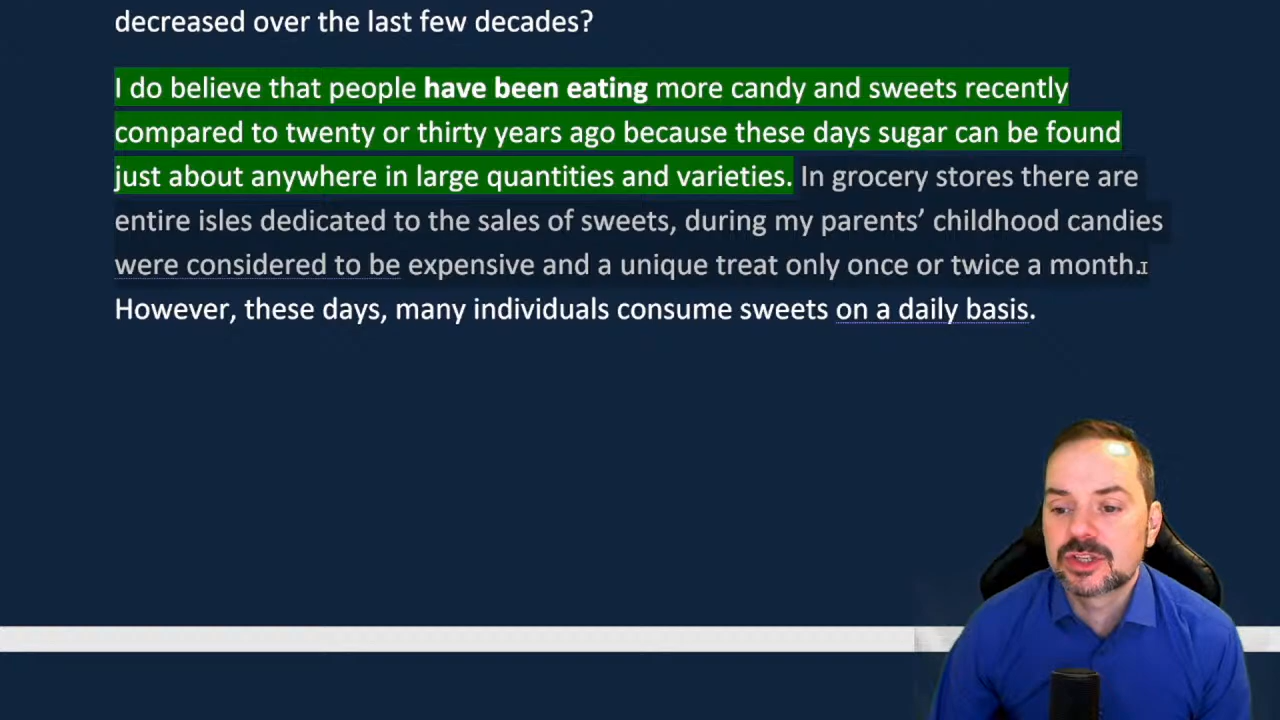 decreased over the last few decades?
I do believe that people have been eating more candy and sweets recently
compared to twenty or thirty years ago because these days sugar can be found
just about anywhere in large quantities and varieties. In grocery stores there are
entire isles dedicated to the sales of sweets, during my parents’ childhood candies
were considered to be expensive and a unique treat only once or twice a month.
However, these days, many individuals consume sweets on a daily basis.